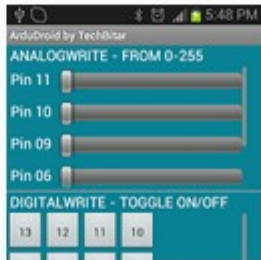 5:48 PM
ArduDroid by TechBitar
ANALOGWRITE - FROM 0-255
Pin 11
Pin 10
Pin 09
Pin 06
DIGITALWRITE - TOGGLE ON/OFF
13 12 11 10